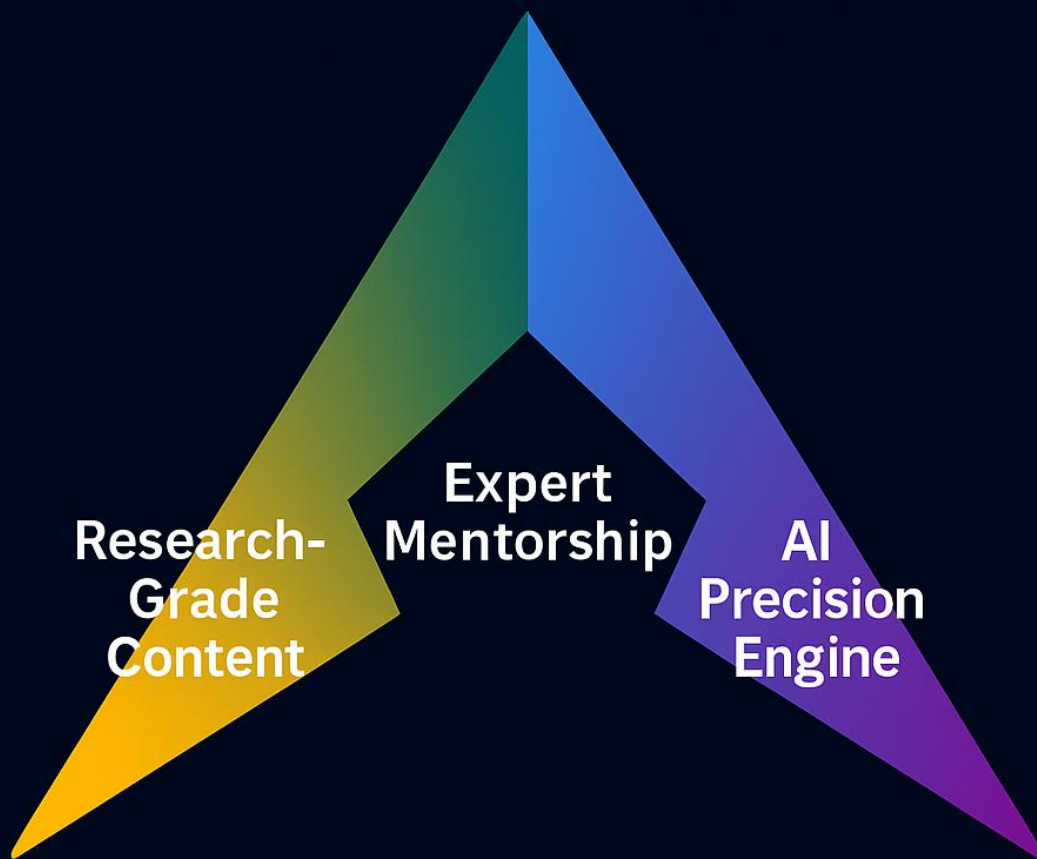 Expert
Mentorship
Research-
Grade
Content
AI
Precision
Engine